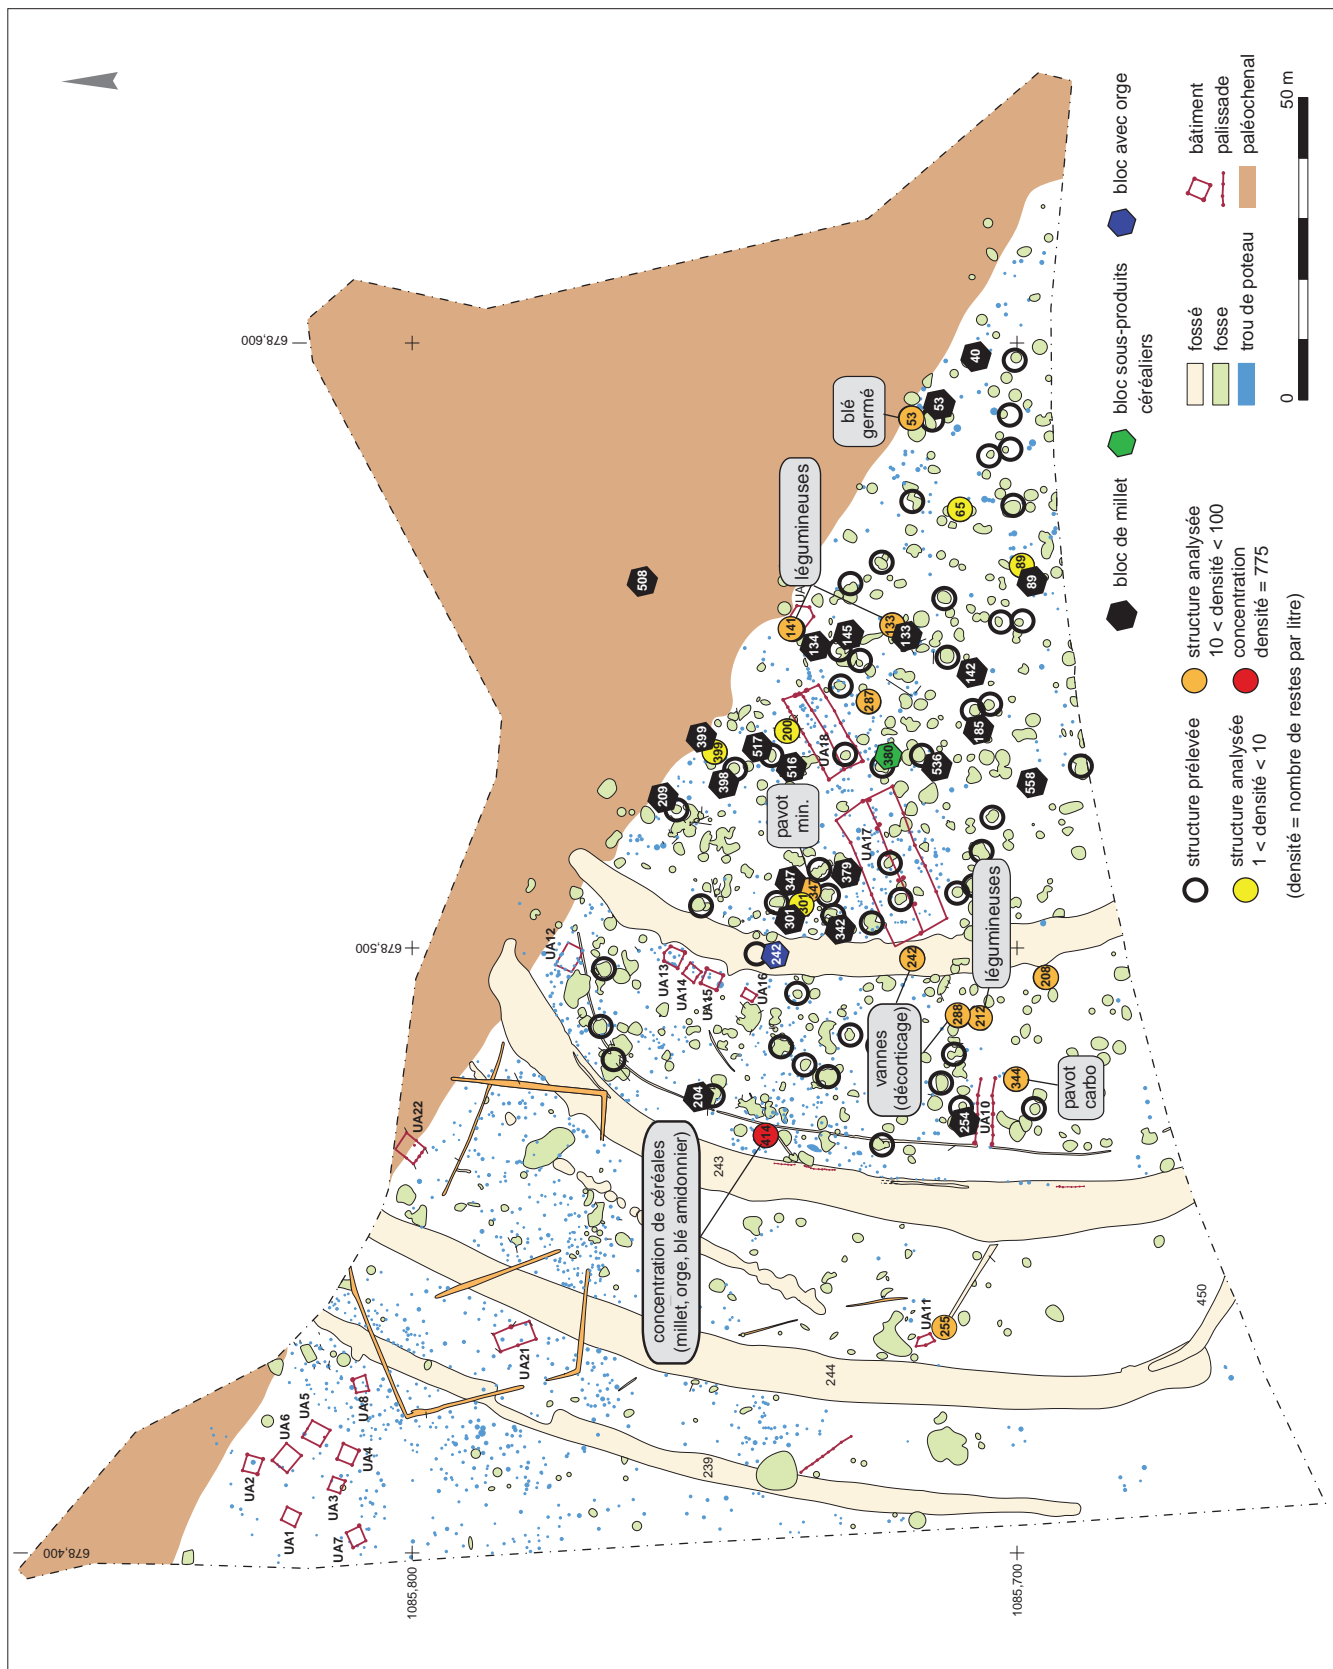 678,600
678,500
678,400
1085,800
1085,700
UA22
UA12
UA13
UA14
UA15
UA16
UA2
UA6
UA5
UA8
UA4
UA3
UA1
UA7
UA21
UA11
UA10
UA17
UA18
UA
239
244
243
450
508
40
53
53
65
89
89
141
134
145
133
133
142
185
287
200
399
399
517
516
398
209
380
536
558
347
347
301
301
379
342
242
242
208
288
212
344
254
204
414
255
blé
germé
légumineuses
pavot
min.
légumineuses
vannes
(décorticage)
pavot
carbo
concentration de céréales
(millet, orge, blé amidonnier)
structure prélevée
structure analysée
1 < densité < 10
structure analysée
10 < densité < 100
concentration
densité = 775
(densité = nombre de restes par litre)
bloc de millet
bloc sous-produits
céréaliers
bloc avec orge
fossé
fosse
trou de poteau
bâtiment
palissade
paléochenal
0
50 m